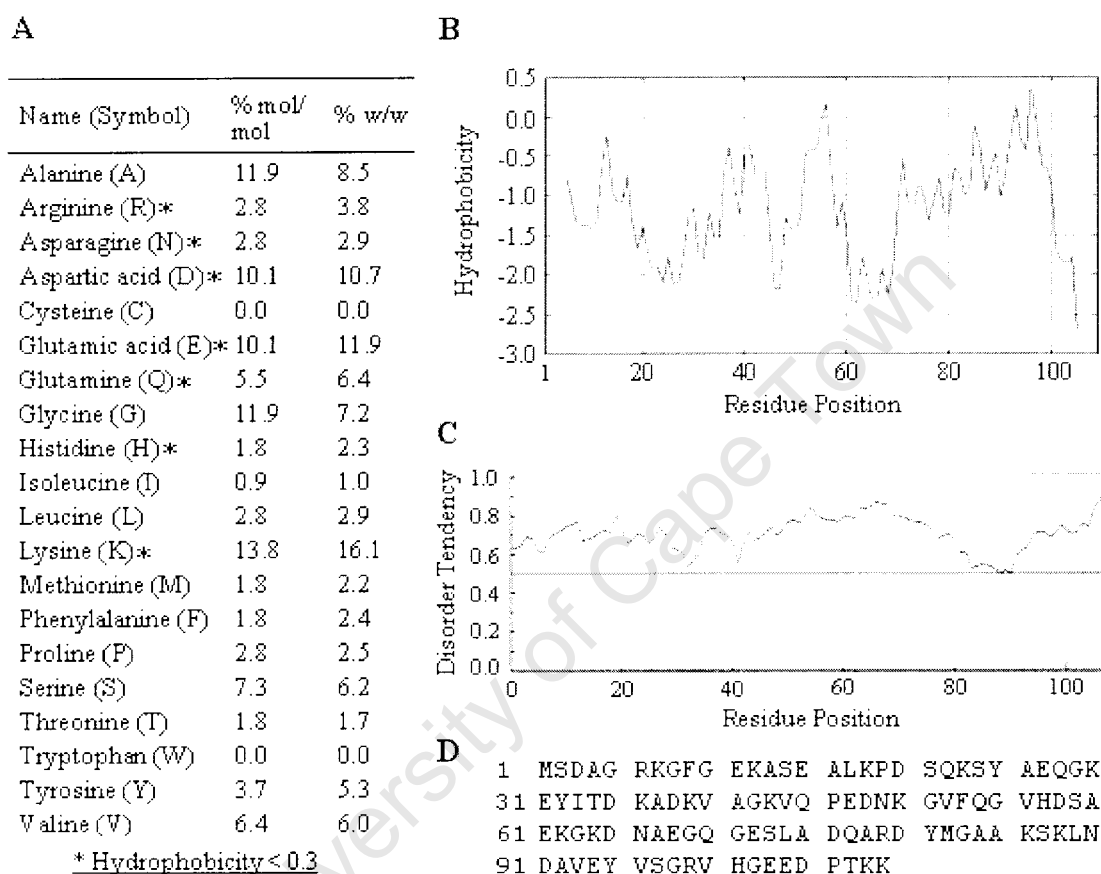 A
Name (Symbol) % mol/ mol % w/w
Alanine (A) 11.9 8.5
Arginine (R)* 2.8 3.8
Asparagine (N)* 2.8 2.9
Aspartic acid (D)* 10.1 10.7
Cysteine (C) 0.0 0.0
Glutamic acid (E)* 10.1 11.9
Glutamine (Q)* 5.5 6.4
Glycine (G) 11.9 7.2
Histidine (H)* 1.8 2.3
Isoleucine (I) 0.9 1.0
Leucine (L) 2.8 2.9
Lysine (K)* 13.8 16.1
Methionine (M) 1.8 2.2
Phenylalanine (F) 1.8 2.4
Proline (P) 2.8 2.5
Serine (S) 7.3 6.2
Threonine (T) 1.8 1.7
Tryptophan (W) 0.0 0.0
Tyrosine (Y) 3.7 5.3
Valine (V) 6.4 6.0
* Hydrophobicity < 0.3
B
Hydrophobicity
0.5
0.0
-0.5
-1.0
-1.5
-2.0
-2.5
-3.0
1 20 40 60 80 100
Residue Position
C
Disorder Tendency
1.0
0.8
0.6
0.4
0.2
0.0
0 20 40 60 80 100
Residue Position
D
1 MSDAG RKGFG EKASE ALKPD SQKSY AEQGK
31 EYITD KADKV AGKVQ PEDNK GVFQG VHDSA
61 EKGKD NAEGQ GESLA DQARD YMGAA KSKLN
91 DAVEY VSGRV HGEED PTKK
University of Cape Town